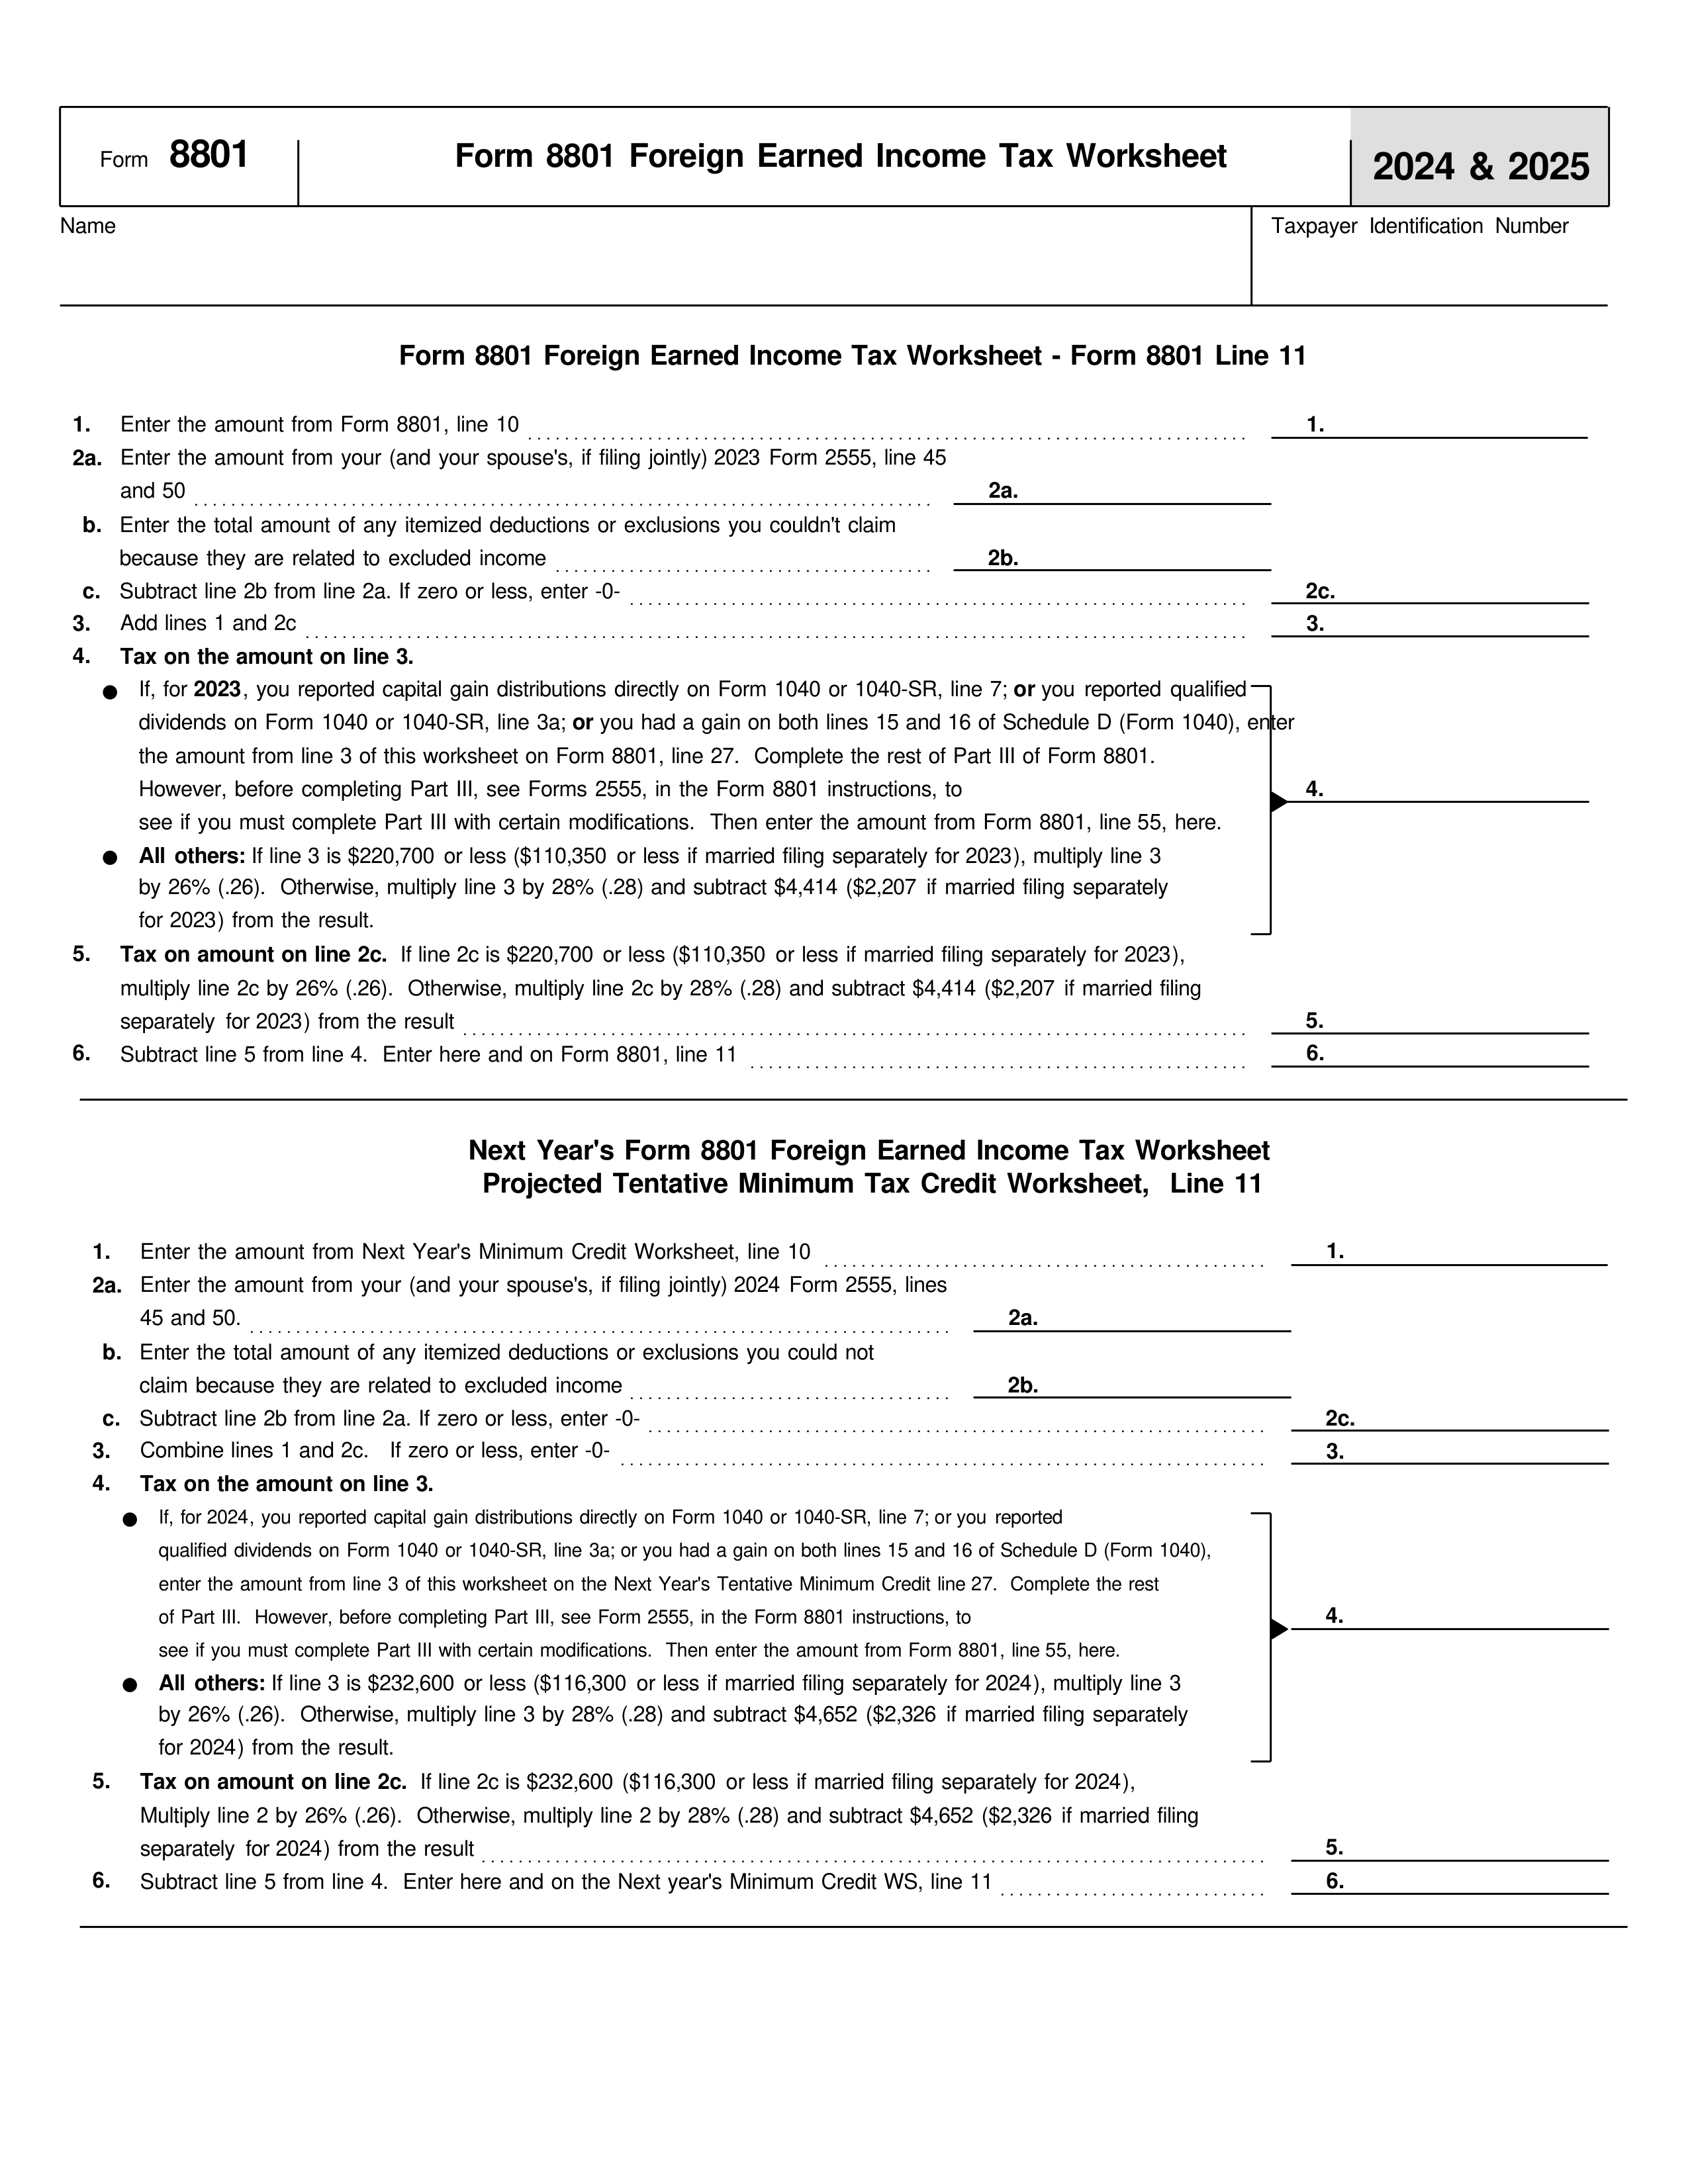 Form 8801
Form 8801 Foreign Earned Income Tax Worksheet
2024 & 2025
Name
Taxpayer Identification Number
Form 8801 Foreign Earned Income Tax Worksheet - Form 8801 Line 11
1. Enter the amount from Form 8801, line 10 1.
2a. Enter the amount from your (and your spouse's, if filing jointly) 2023 Form 2555, line 45
and 50 2a.
b. Enter the total amount of any itemized deductions or exclusions you couldn't claim
because they are related to excluded income 2b.
c. Subtract line 2b from line 2a. If zero or less, enter -0- 2c.
3. Add lines 1 and 2c 3.
4. Tax on the amount on line 3.
● If, for 2023, you reported capital gain distributions directly on Form 1040 or 1040-SR, line 7; or you reported qualified
dividends on Form 1040 or 1040-SR, line 3a; or you had a gain on both lines 15 and 16 of Schedule D (Form 1040), enter
the amount from line 3 of this worksheet on Form 8801, line 27. Complete the rest of Part III of Form 8801.
However, before completing Part III, see Forms 2555, in the Form 8801 instructions, to 4.
see if you must complete Part III with certain modifications. Then enter the amount from Form 8801, line 55, here.
● All others: If line 3 is $220,700 or less ($110,350 or less if married filing separately for 2023), multiply line 3
by 26% (.26). Otherwise, multiply line 3 by 28% (.28) and subtract $4,414 ($2,207 if married filing separately
for 2023) from the result.
5. Tax on amount on line 2c. If line 2c is $220,700 or less ($110,350 or less if married filing separately for 2023),
multiply line 2c by 26% (.26). Otherwise, multiply line 2c by 28% (.28) and subtract $4,414 ($2,207 if married filing
separately for 2023) from the result 5.
6. Subtract line 5 from line 4. Enter here and on Form 8801, line 11 6.
Next Year's Form 8801 Foreign Earned Income Tax Worksheet
Projected Tentative Minimum Tax Credit Worksheet, Line 11
1. Enter the amount from Next Year's Minimum Credit Worksheet, line 10 1.
2a. Enter the amount from your (and your spouse's, if filing jointly) 2024 Form 2555, lines
45 and 50. 2a.
b. Enter the total amount of any itemized deductions or exclusions you could not
claim because they are related to excluded income 2b.
c. Subtract line 2b from line 2a. If zero or less, enter -0- 2c.
3. Combine lines 1 and 2c. If zero or less, enter -0- 3.
4. Tax on the amount on line 3.
● If, for 2024, you reported capital gain distributions directly on Form 1040 or 1040-SR, line 7; or you reported
qualified dividends on Form 1040 or 1040-SR, line 3a; or you had a gain on both lines 15 and 16 of Schedule D (Form 1040),
enter the amount from line 3 of this worksheet on the Next Year's Tentative Minimum Credit line 27. Complete the rest
of Part III. However, before completing Part III, see Form 2555, in the Form 8801 instructions, to 4.
see if you must complete Part III with certain modifications. Then enter the amount from Form 8801, line 55, here.
● All others: If line 3 is $232,600 or less ($116,300 or less if married filing separately for 2024), multiply line 3
by 26% (.26). Otherwise, multiply line 3 by 28% (.28) and subtract $4,652 ($2,326 if married filing separately
for 2024) from the result.
5. Tax on amount on line 2c. If line 2c is $232,600 ($116,300 or less if married filing separately for 2024),
Multiply line 2 by 26% (.26). Otherwise, multiply line 2 by 28% (.28) and subtract $4,652 ($2,326 if married filing
separately for 2024) from the result 5.
6. Subtract line 5 from line 4. Enter here and on the Next year's Minimum Credit WS, line 11 6.